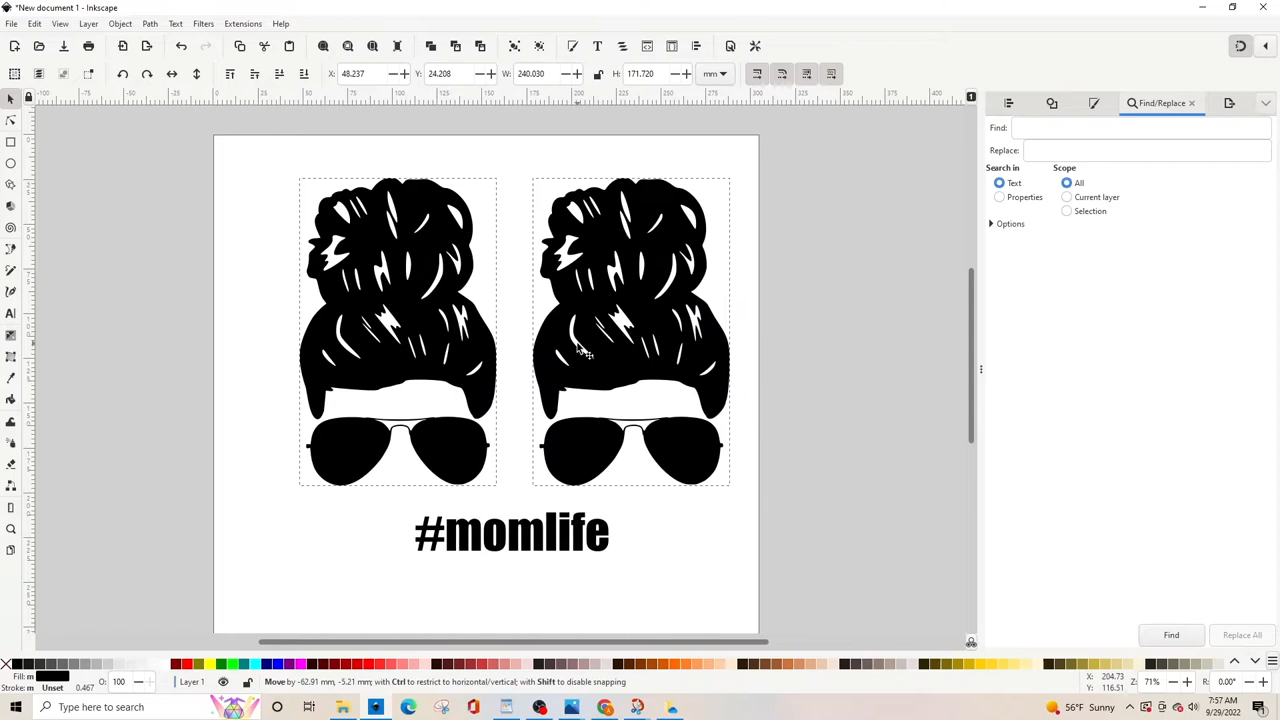 *New document 1 - Inkscape
File Edit View Layer Object Path Text Filters Extensions Help
X: 48.237 Y: 24.208 W: 240.030 H: 171.720 mm
Find/Replace
Find:
Replace:
Search in Scope
Text All
Properties Current layer
Selection
Options
#momlife
Find Replace All
Fill: m
Stroke: m Unset 0.467 O: 100 Layer 1 Move by -62.91 mm, -5.21 mm; with Ctrl to restrict to horizontal/vertical; with Shift to disable snapping
X: 204.73
Y: 116.51
Z: 71% R: 0.00°
Type here to search
56°F Sunny
7:57 AM
9/29/2022